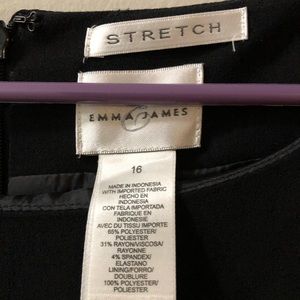 STRETCH
EMMA JAMES
16
MADE IN INDONESIA
WITH IMPORTED FABRIC
HECHO EN
INDONESIA
CON TELA IMPORTADA
FABRIQUE EN
INDONESIE
AVEC DU TISSU IMPORTE
65% POLYESTER/
POLIESTER
31% RAYON/VISCOSA/
RAYONNE
4% SPANDEX/
ELASTANO
LINING/FORRO/
DOUBLURE
100% POLYESTER/
POLIESTER